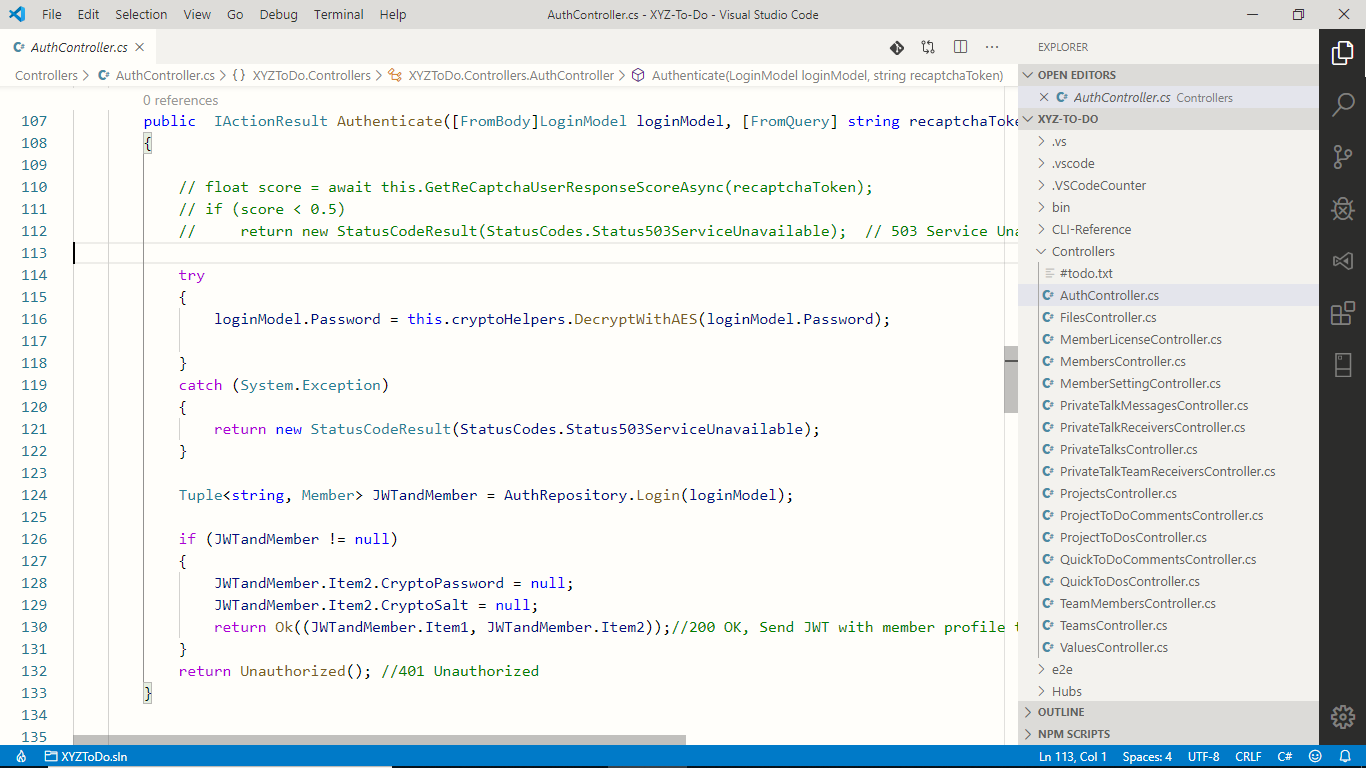 File Edit Selection View Go Debug Terminal Help AuthController.cs - XYZ-To-Do - Visual Studio Code
AuthController.cs
Controllers > AuthController.cs > {} XYZToDo.Controllers > XYZToDo.Controllers.AuthController > Authenticate(LoginModel loginModel, string recaptchaToken)
0 references
107 public  IActionResult Authenticate([FromBody]LoginModel loginModel, [FromQuery] string recaptchaToke
108 {
109
110 // float score = await this.GetReCaptchaUserResponseScoreAsync(recaptchaToken);
111 // if (score < 0.5)
112 //     return new StatusCodeResult(StatusCodes.Status503ServiceUnavailable);  // 503 Service Una
113
114 try
115 {
116 loginModel.Password = this.cryptoHelpers.DecryptWithAES(loginModel.Password);
117
118 }
119 catch (System.Exception)
120 {
121 return new StatusCodeResult(StatusCodes.Status503ServiceUnavailable);
122 }
123
124 Tuple<string, Member> JWTandMember = AuthRepository.Login(loginModel);
125
126 if (JWTandMember != null)
127 {
128 JWTandMember.Item2.CryptoPassword = null;
129 JWTandMember.Item2.CryptoSalt = null;
130 return Ok((JWTandMember.Item1, JWTandMember.Item2));//200 OK, Send JWT with member profile t
131 }
132 return Unauthorized(); //401 Unauthorized
133 }
134
135
EXPLORER
OPEN EDITORS
AuthController.cs Controllers
XYZ-TO-DO
.vs
.vscode
.VSCodeCounter
bin
CLI-Reference
Controllers
#todo.txt
AuthController.cs
FilesController.cs
MemberLicenseController.cs
MembersController.cs
MemberSettingController.cs
PrivateTalkMessagesController.cs
PrivateTalkReceiversController.cs
PrivateTalksController.cs
PrivateTalkTeamReceiversController.cs
ProjectsController.cs
ProjectToDoCommentsController.cs
ProjectToDosController.cs
QuickToDoCommentsController.cs
QuickToDosController.cs
TeamMembersController.cs
TeamsController.cs
ValuesController.cs
e2e
Hubs
OUTLINE
NPM SCRIPTS
XYZToDo.sln Ln 113, Col 1 Spaces: 4 UTF-8 CRLF C#